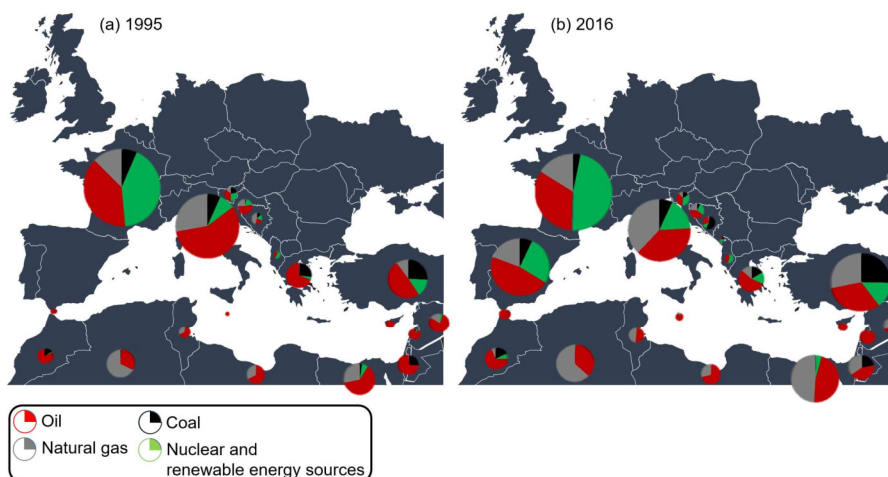 (a) 1995
(b) 2016
Oil
Coal
Natural gas
Nuclear and
renewable energy sources